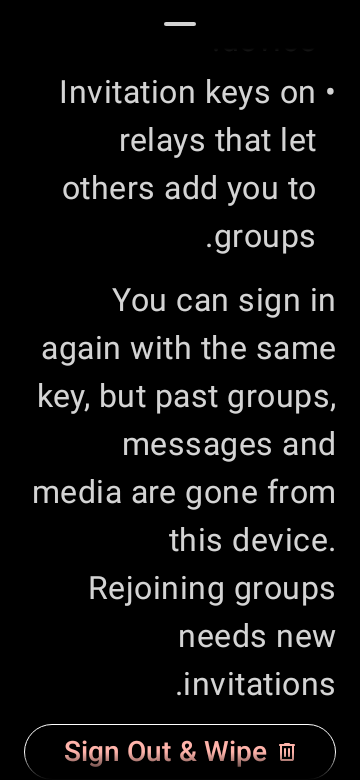 • Invitation keys on
relays that let
others add you to
groups.
You can sign in
again with the same
key, but past groups,
messages and
media are gone from
this device.
Rejoining groups
needs new
invitations.
Sign Out & Wipe